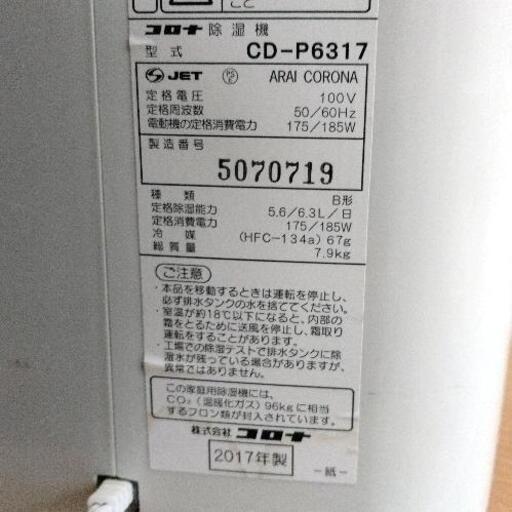 コロナ 除湿機
型式 CD-P6317
JET PSE ARAI CORONA
定格電圧 100V
定格周波数 50/60Hz
電動機の定格消費電力 175/185W
製造番号
5070719
種類 B形
定格除湿能力 5.6/6.3L/日
定格消費電力 175/185W
冷媒 (HFC-134a) 67g
総質量 7.9kg
ご注意
・本品を移動するときは運転を停止し、
必ず排水タンクの水を捨ててください。
・室温が約18℃以下になると、内部の
霜をとるために送風を停止し、霜取り
運転をすることがあります。
・工場での除湿テストで排水タンクに除
湿水が残っている場合がありますが、
異常ではありません。
この家庭用除湿機には、
CO₂(温暖化ガス)96kgに相当
するフロン類が封入されています。
株式会社 コロナ
2017年製
-紙-